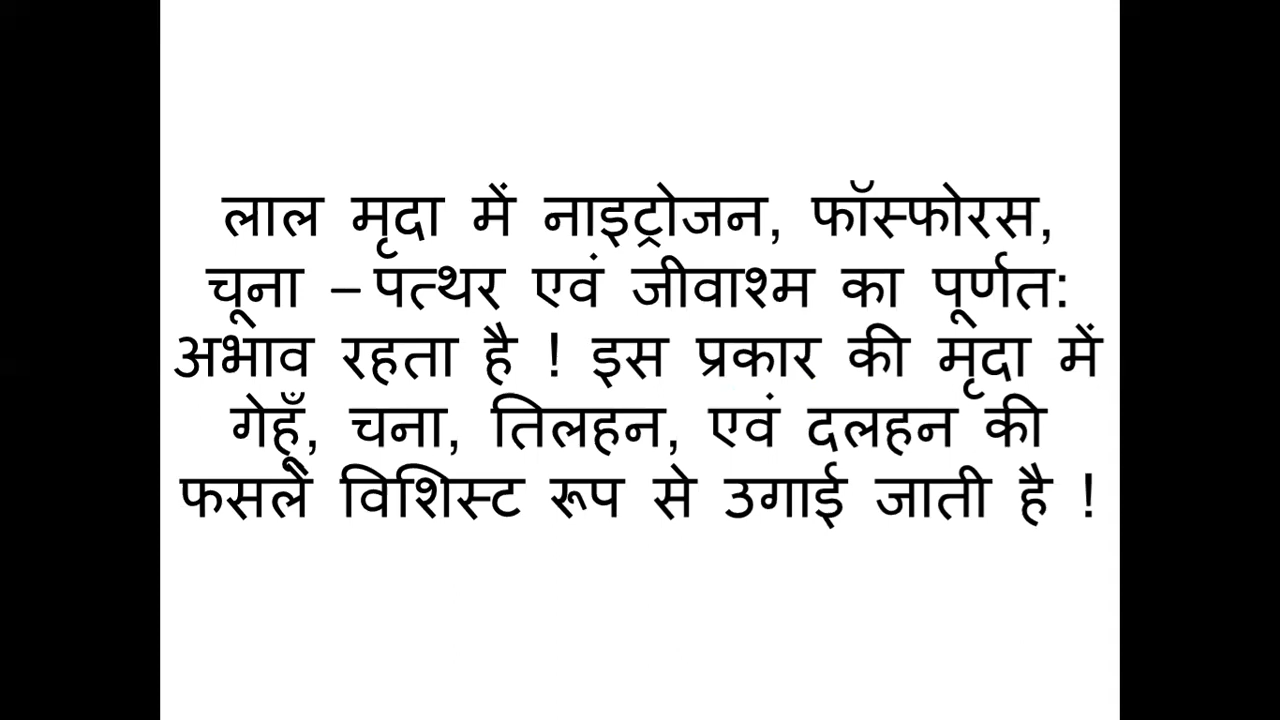 लाल मृदा में नाइट्रोजन, फॉस्फोरस,
चूना – पत्थर एवं जीवाश्म का पूर्णत:
अभाव रहता है ! इस प्रकार की मृदा में
गेहूँ, चना, तिलहन, एवं दलहन की
फसलें विशिस्ट रूप से उगाई जाती है !